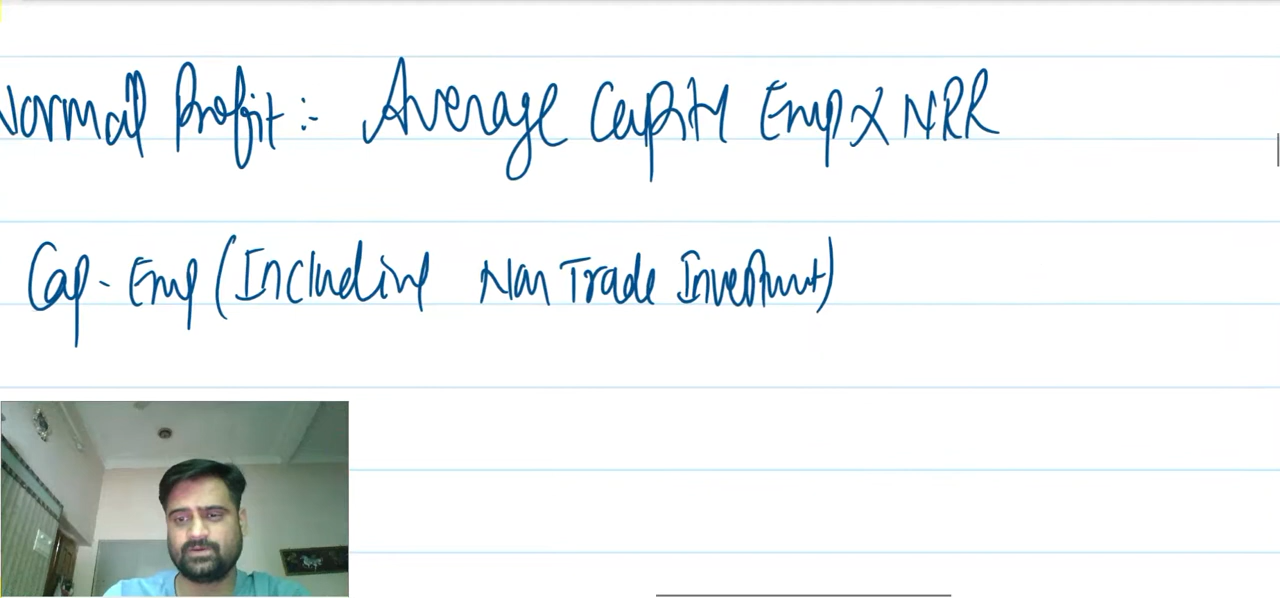 Normal Profit :- Average Capital Emp X NRR
Cap. Emp (Including Non Trade Investment)